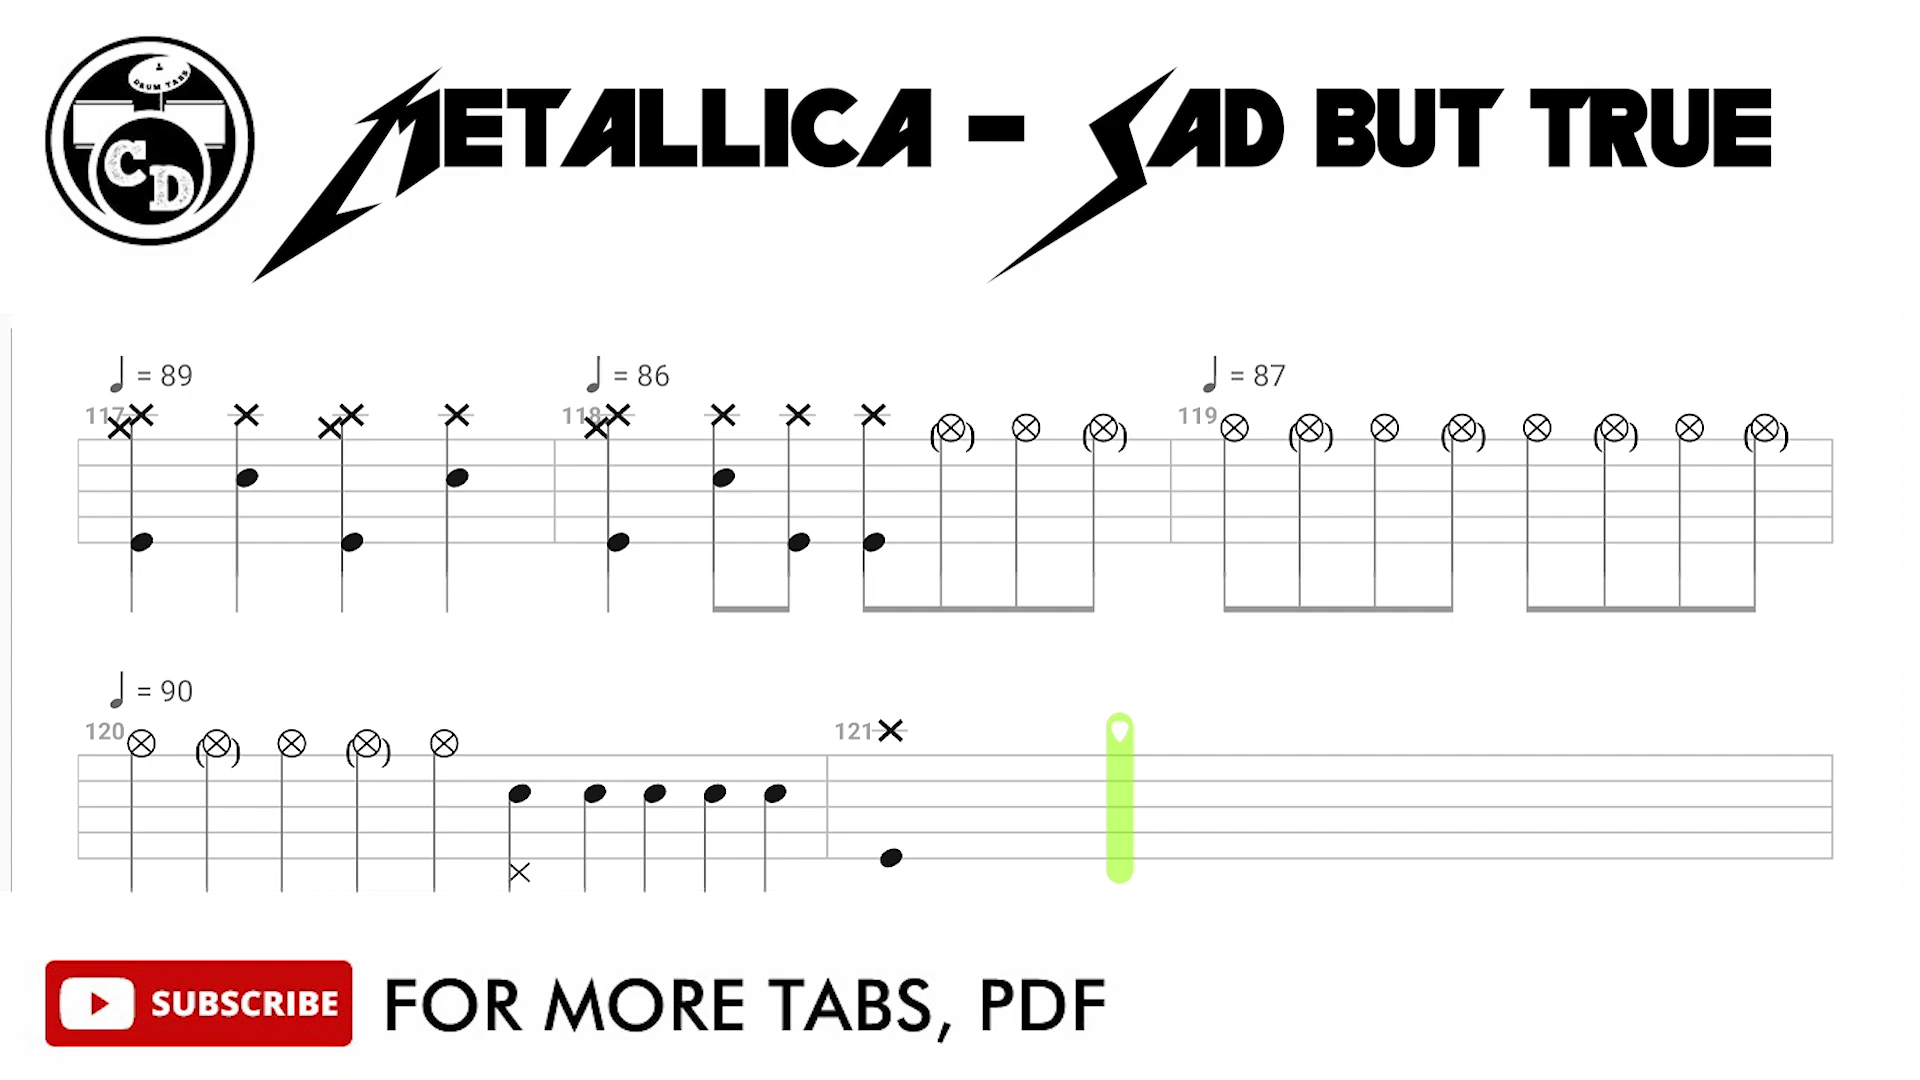 DRUM TABS
CD
METALLICA - SAD BUT TRUE
= 89
= 86
= 87
117
118
119
= 90
120
121
SUBSCRIBE
FOR MORE TABS, PDF